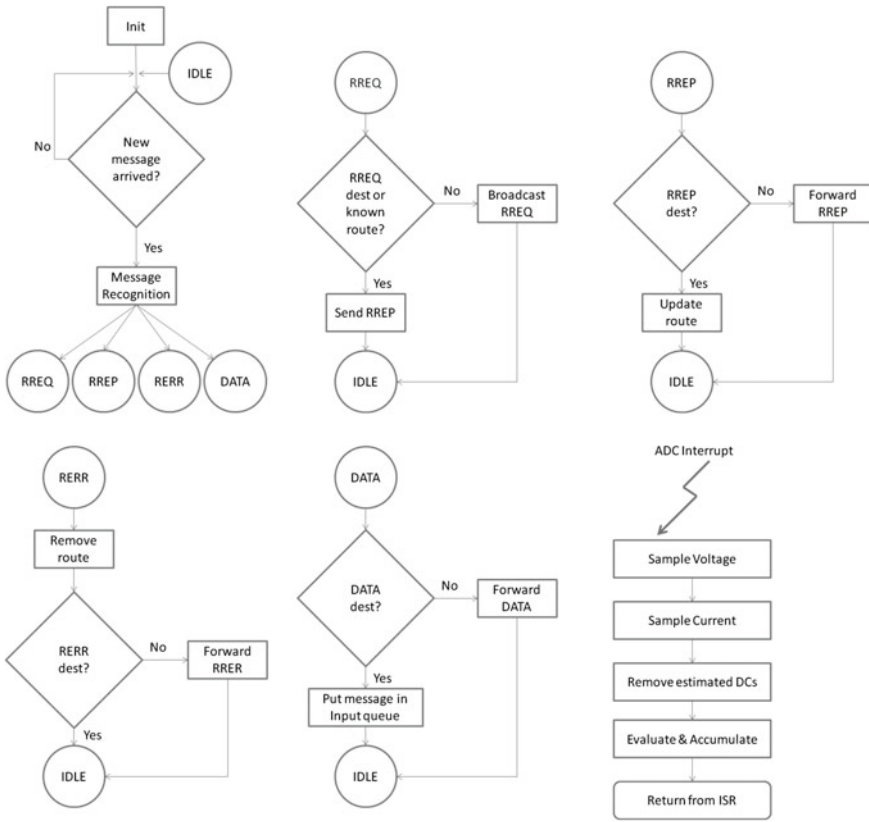 Init
IDLE
New
message
arrived?
No
Yes
Message
Recognition
RREQ
RREP
RERR
DATA
RREQ
RREQ
dest or
known
route?
No
Broadcast
RREQ
Yes
Send RREP
IDLE
RREP
RREP
dest?
No
Forward
RREP
Yes
Update
route
IDLE
RERR
Remove
route
RERR
dest?
No
Forward
RRER
Yes
IDLE
DATA
DATA
dest?
No
Forward
DATA
Yes
Put message in
Input queue
IDLE
ADC Interrupt
Sample Voltage
Sample Current
Remove estimated DCs
Evaluate & Accumulate
Return from ISR